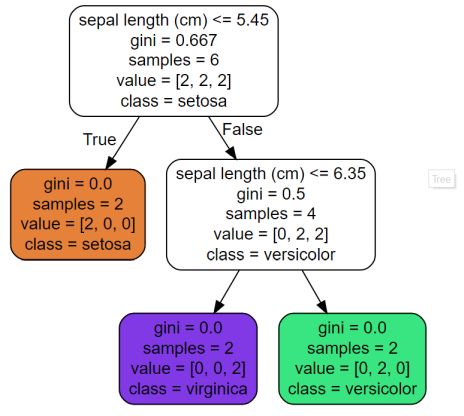 sepal length (cm) <= 5.45
gini = 0.667
samples = 6
value = [2, 2, 2]
class = setosa
True
False
gini = 0.0
samples = 2
value = [2, 0, 0]
class = setosa
sepal length (cm) <= 6.35
gini = 0.5
samples = 4
value = [0, 2, 2]
class = versicolor
Tree
gini = 0.0
samples = 2
value = [0, 0, 2]
class = virginica
gini = 0.0
samples = 2
value = [0, 2, 0]
class = versicolor